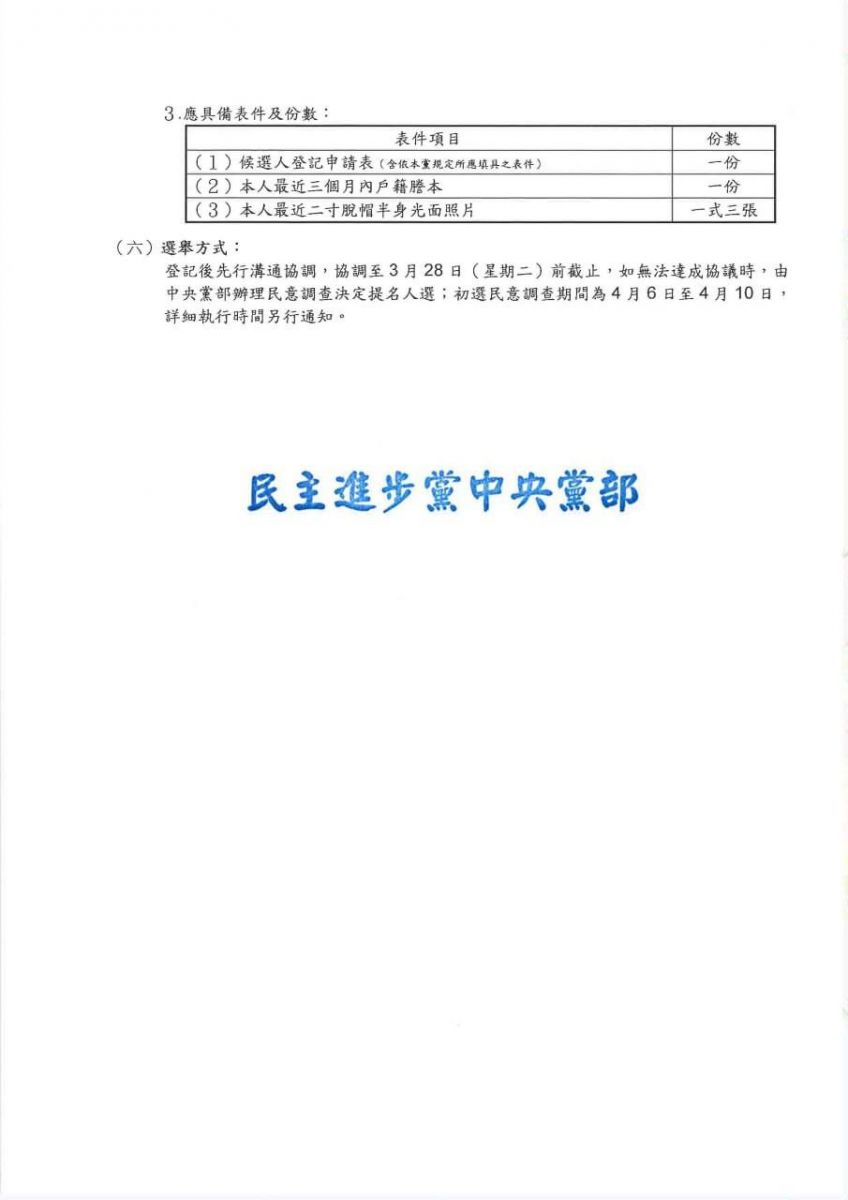 3.應具備表件及份數：
表件項目 份數
（1）候選人登記申請表（含依本黨規定所應填具之表件） 一份
（2）本人最近三個月內戶籍謄本 一份
（3）本人最近二寸脫帽半身光面照片 一式三張
（六）選舉方式：
登記後先行溝通協調，協調至 3 月 28 日（星期二）前截止，如無法達成協議時，由
中央黨部辦理民意調查決定提名人選；初選民意調查期間為 4 月 6 日至 4 月 10 日，
詳細執行時間另行通知。
民主進步黨中央黨部